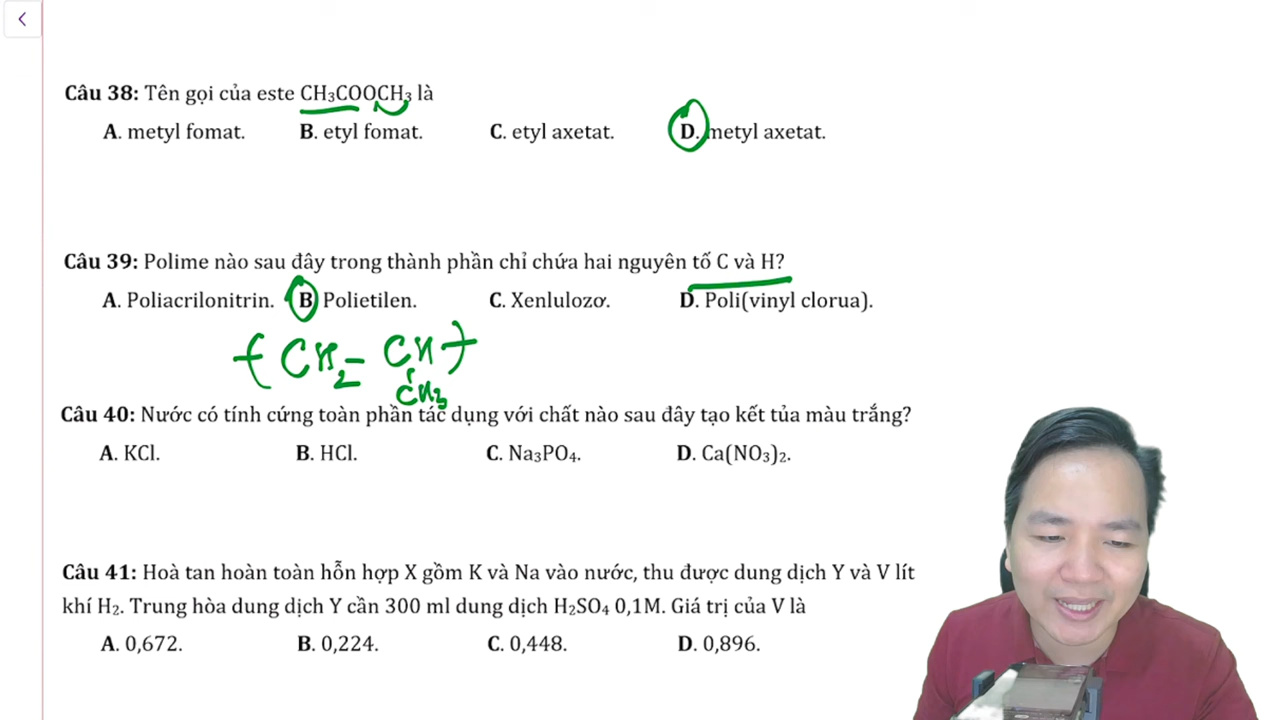 Câu 38: Tên gọi của este CH₃COOCH₃ là
A. metyl fomat. B. etyl fomat. C. etyl axetat. D. metyl axetat.
Câu 39: Polime nào sau đây trong thành phần chỉ chứa hai nguyên tố C và H?
A. Poliacrilonitrin. B Polietilen. C. Xenlulozơ. D. Poli(vinyl clorua).
( CH₂ – CH )
CH₃
Câu 40: Nước có tính cứng toàn phần tác dụng với chất nào sau đây tạo kết tủa màu trắng?
A. KCl. B. HCl. C. Na₃PO₄. D. Ca(NO₃)₂.
Câu 41: Hoà tan hoàn toàn hỗn hợp X gồm K và Na vào nước, thu được dung dịch Y và V lít
khí H₂. Trung hòa dung dịch Y cần 300 ml dung dịch H₂SO₄ 0,1M. Giá trị của V là
A. 0,672. B. 0,224. C. 0,448. D. 0,896.